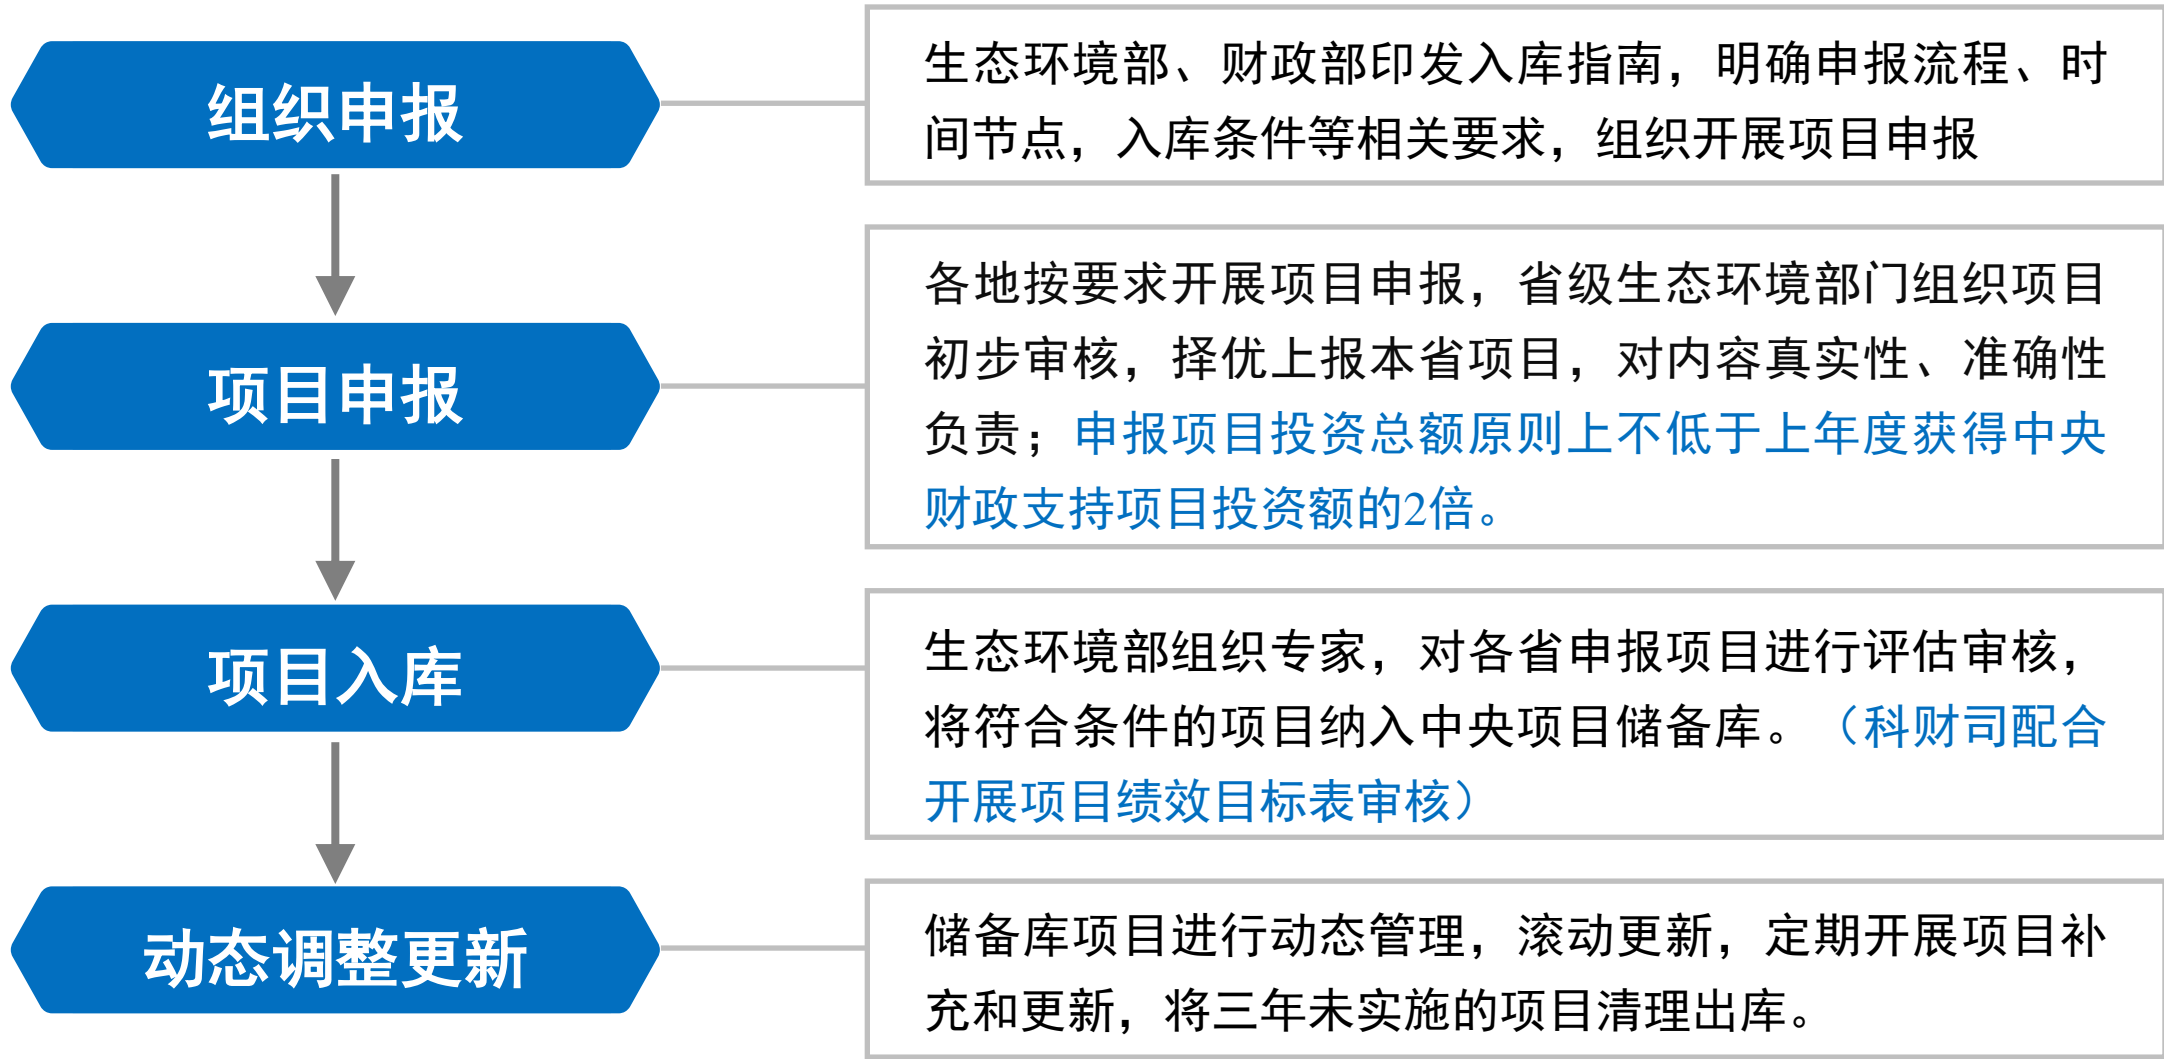 组织申报
生态环境部、财政部印发入库指南，明确申报流程、时
间节点，入库条件等相关要求，组织开展项目申报
项目申报
各地按要求开展项目申报，省级生态环境部门组织项目
初步审核，择优上报本省项目，对内容真实性、准确性
负责；申报项目投资总额原则上不低于上年度获得中央
财政支持项目投资额的2倍。
项目入库
生态环境部组织专家，对各省申报项目进行评估审核，
将符合条件的项目纳入中央项目储备库。（科财司配合
开展项目绩效目标表审核）
动态调整更新
储备库项目进行动态管理，滚动更新，定期开展项目补
充和更新，将三年未实施的项目清理出库。